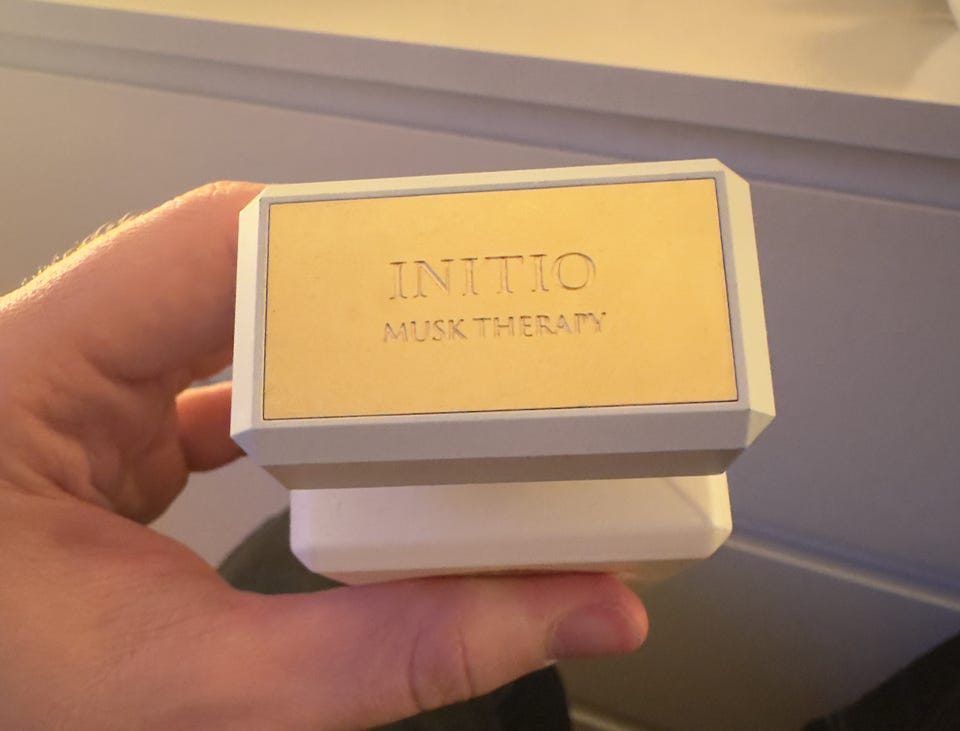 INITIO
MUSK THERAPY